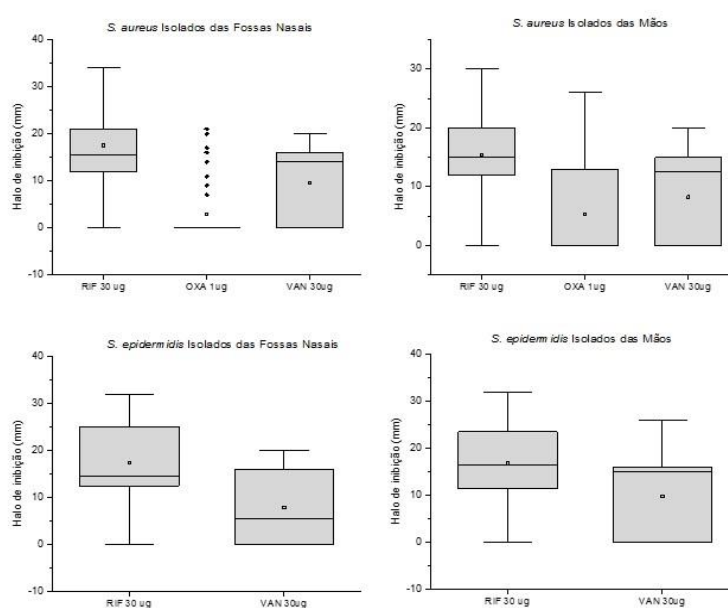 S. aureus Isolados das Fossas Nasais
Halo de inibição (mm)
40
30
20
10
0
-10
RIF 30 ug
OXA 1ug
VAN 30ug
S. aureus Isolados das Mãos
Halo de inibição (mm)
30
20
10
0
RIF 30 ug
OXA 1ug
VAN 30ug
S. epidermidis Isolados das Fossas Nasais
Halo de inibição (mm)
40
30
20
10
0
-10
RIF 30 ug
VAN 30ug
S. epidermidis Isolados das Mãos
Halo de inibição (mm)
40
30
20
10
0
-10
RIF 30 ug
VAN 30ug